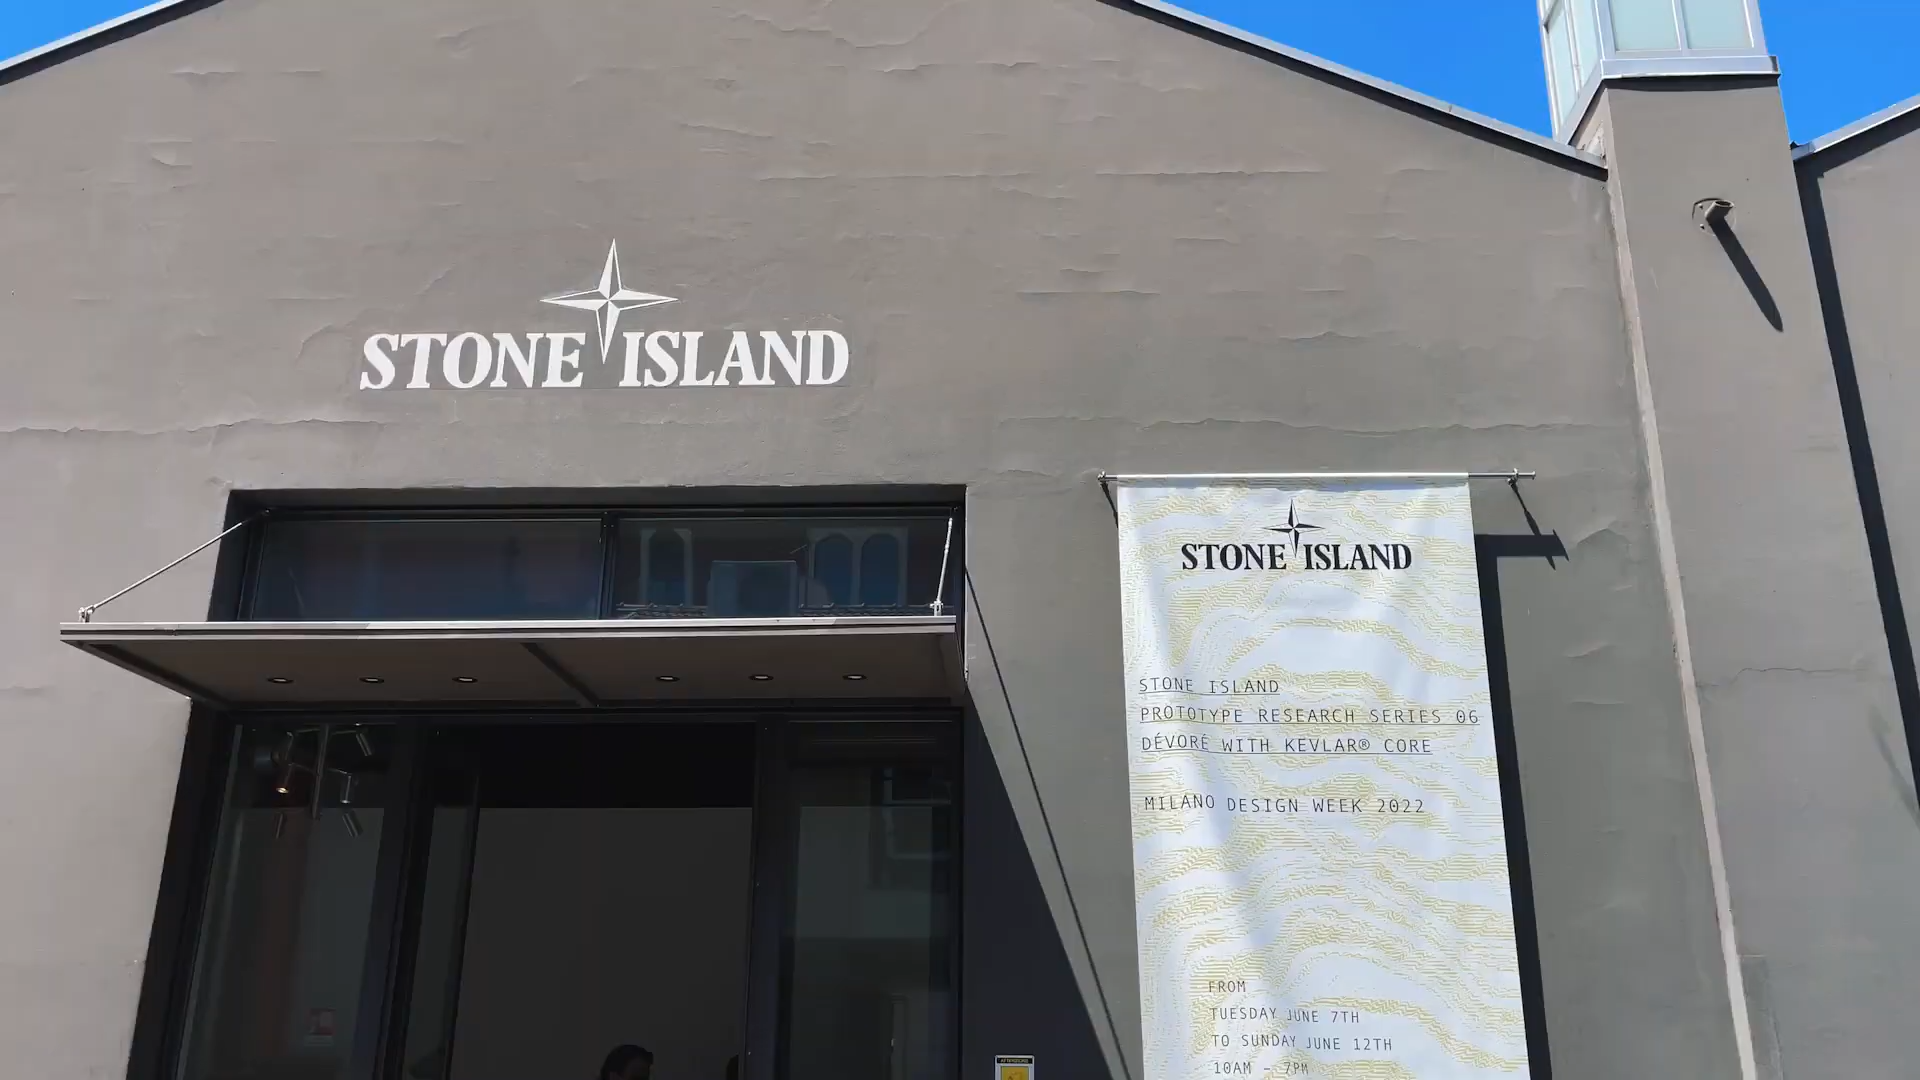 STONE ISLAND
STONE ISLAND
STONE ISLAND
PROTOTYPE RESEARCH SERIES 06
DÉVORÉ WITH KEVLAR® CORE
MILANO DESIGN WEEK 2022
FROM
TUESDAY JUNE 7TH
TO SUNDAY JUNE 12TH
10AM - 7PM